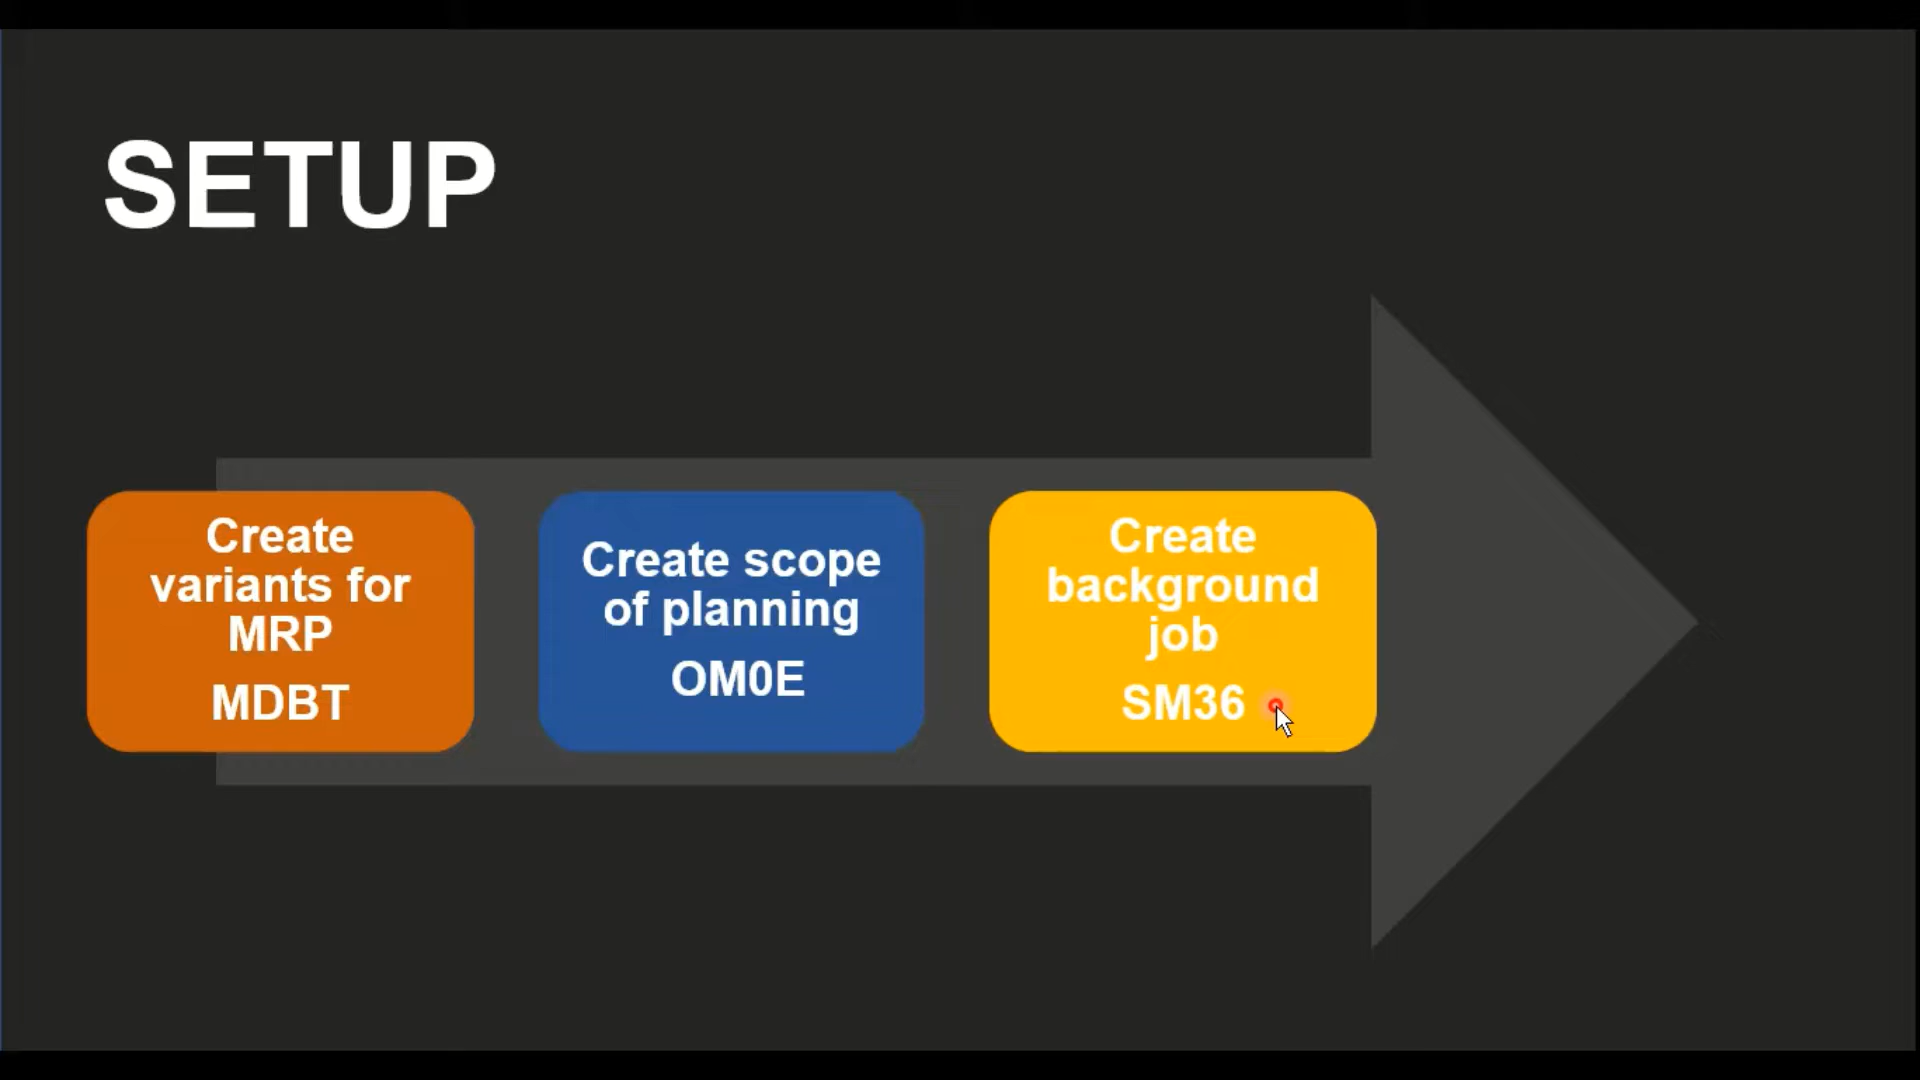 SETUP
Create
variants for
MRP
MDBT
Create scope
of planning
OM0E
Create
background
job
SM36